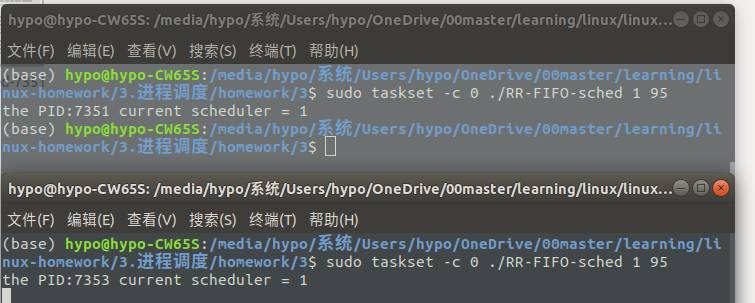 hypo@hypo-CW65S: /media/hypo/系统/Users/hypo/OneDrive/00master/learning/linux/linux...
文件(F) 编辑(E) 查看(V) 搜索(S) 终端(T) 帮助(H)
(base) hypo@hypo-CW65S:/media/hypo/系统/Users/hypo/OneDrive/00master/learning/li
nux-homework/3.进程调度/homework/3$ sudo taskset -c 0 ./RR-FIFO-sched 1 95
the PID:7351 current scheduler = 1
(base) hypo@hypo-CW65S:/media/hypo/系统/Users/hypo/OneDrive/00master/learning/li
nux-homework/3.进程调度/homework/3$
hypo@hypo-CW65S: /media/hypo/系统/Users/hypo/OneDrive/00master/learning/linux/linux...
文件(F) 编辑(E) 查看(V) 搜索(S) 终端(T) 帮助(H)
(base) hypo@hypo-CW65S:/media/hypo/系统/Users/hypo/OneDrive/00master/learning/li
nux-homework/3.进程调度/homework/3$ sudo taskset -c 0 ./RR-FIFO-sched 1 95
the PID:7353 current scheduler = 1